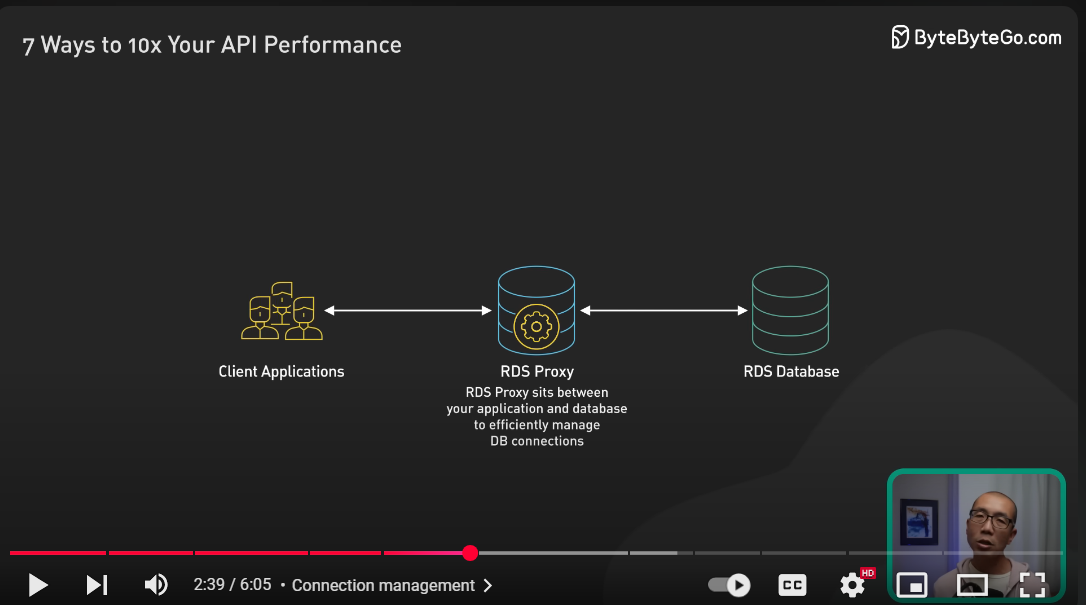 7 Ways to 10x Your API Performance
ByteByteGo.com
Client Applications
RDS Proxy
RDS Proxy sits between
your application and database
to efficiently manage
DB connections
RDS Database
2:39 / 6:05 • Connection management
CC
HD